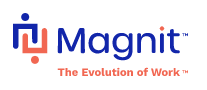 Magnit™
The Evolution of Work™